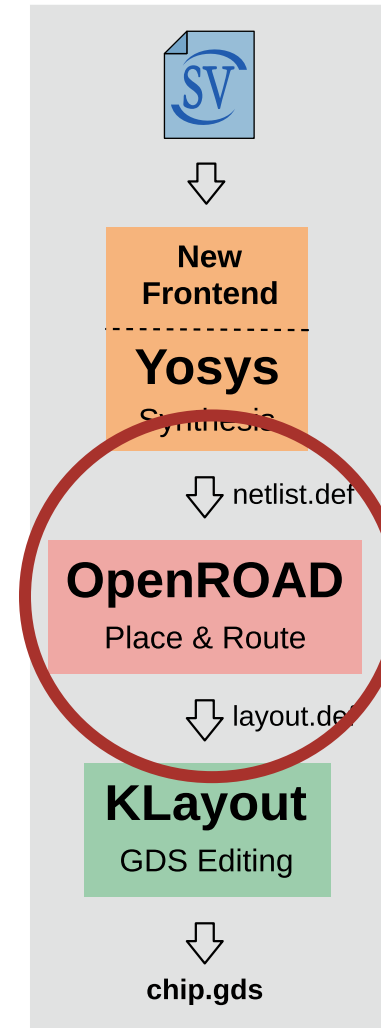 SV
New
Frontend
Yosys
Synthesis
netlist.def
OpenROAD
Place & Route
layout.def
KLayout
GDS Editing
chip.gds